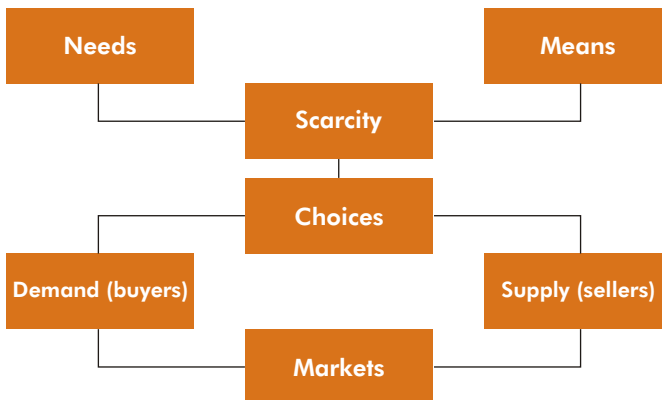 Needs
Means
Scarcity
Choices
Demand (buyers)
Supply (sellers)
Markets